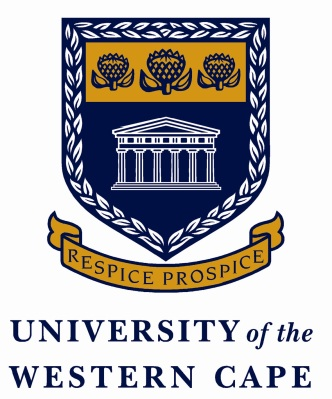 RESPICE PROSPICE
UNIVERSITY of the
WESTERN CAPE